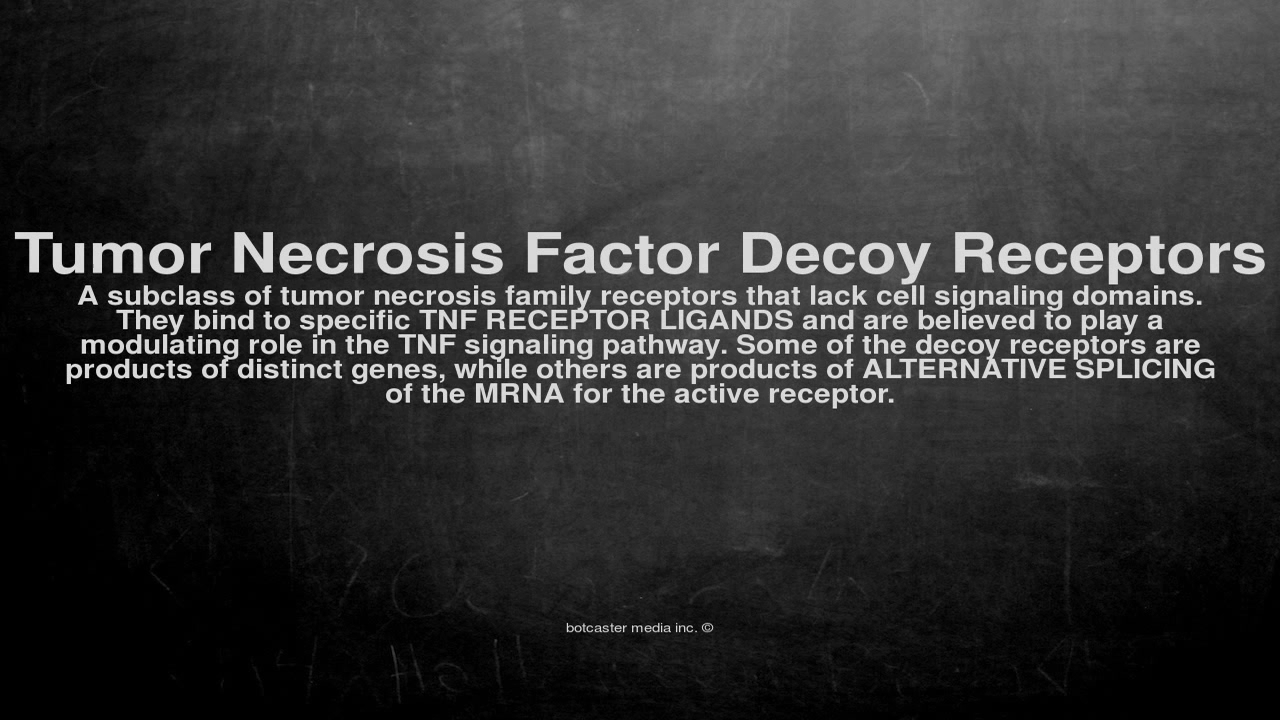 Tumor Necrosis Factor Decoy Receptors
A subclass of tumor necrosis family receptors that lack cell signaling domains.
They bind to specific TNF RECEPTOR LIGANDS and are believed to play a
modulating role in the TNF signaling pathway. Some of the decoy receptors are
products of distinct genes, while others are products of ALTERNATIVE SPLICING
of the MRNA for the active receptor.
botcaster media inc. ©